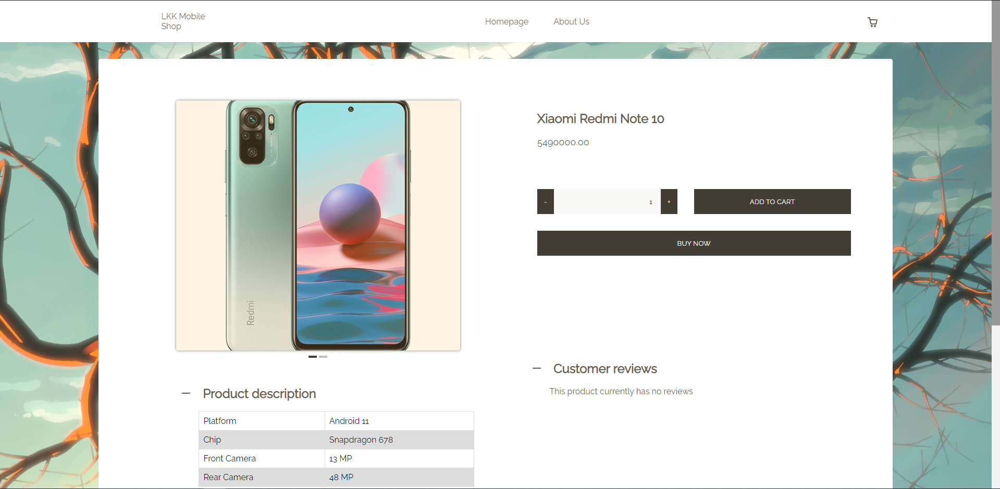 LKK Mobile
Shop
Homepage
About Us
Redmi
Xiaomi Redmi Note 10
5490000.00
-
1
+
ADD TO CART
BUY NOW
Product description
Platform Android 11
Chip Snapdragon 678
Front Camera 13 MP
Rear Camera 48 MP
Customer reviews
This product currently has no reviews